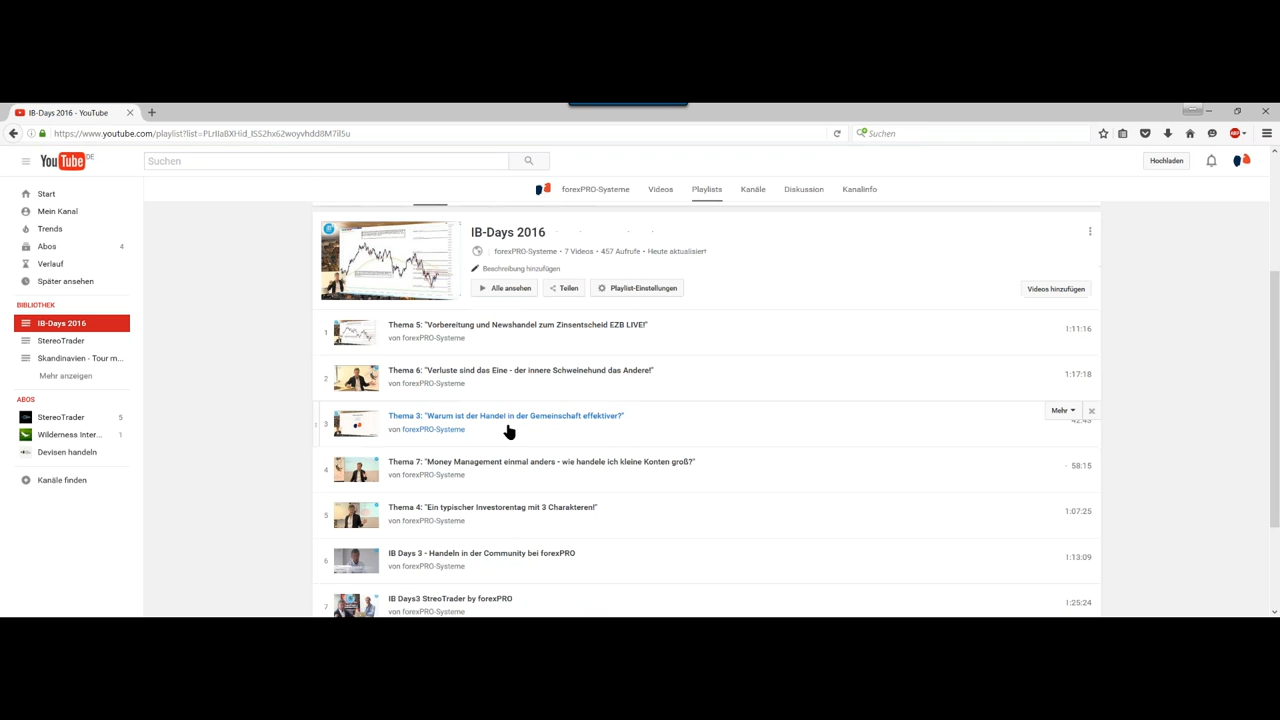 IB-Days 2016 - YouTube
https://www.youtube.com/playlist?list=PLrIIaBXHid_ISS2hx62woyvhdd8M7iI5u
Suchen
YouTube DE
Suchen
Hochladen
forexPRO-Systeme Videos Playlists Kanäle Diskussion Kanalinfo
Start
Mein Kanal
Trends
Abos 4
Verlauf
Später ansehen
BIBLIOTHEK
IB-Days 2016
StereoTrader
Skandinavien - Tour m...
Mehr anzeigen
ABOS
StereoTrader 5
Wilderness Inter... 1
Devisen handeln
Kanäle finden
IB-Days 2016
forexPRO-Systeme • 7 Videos • 457 Aufrufe • Heute aktualisiert
Beschreibung hinzufügen
Alle ansehen Teilen Playlist-Einstellungen
Videos hinzufügen
1 Thema 5: "Vorbereitung und Newshandel zum Zinsentscheid EZB LIVE!" 1:11:16
von forexPRO-Systeme
2 Thema 6: "Verluste sind das Eine - der innere Schweinehund das Andere!" 1:17:18
von forexPRO-Systeme
3 Thema 3: "Warum ist der Handel in der Gemeinschaft effektiver?" Mehr
von forexPRO-Systeme 42:43
4 Thema 7: "Money Management einmal anders - wie handele ich kleine Konten groß?" 58:15
von forexPRO-Systeme
5 Thema 4: "Ein typischer Investorentag mit 3 Charakteren!" 1:07:25
von forexPRO-Systeme
6 IB Days 3 - Handeln in der Community bei forexPRO 1:13:09
von forexPRO-Systeme
7 IB Days3 StreoTrader by forexPRO 1:25:24
von forexPRO-Systeme